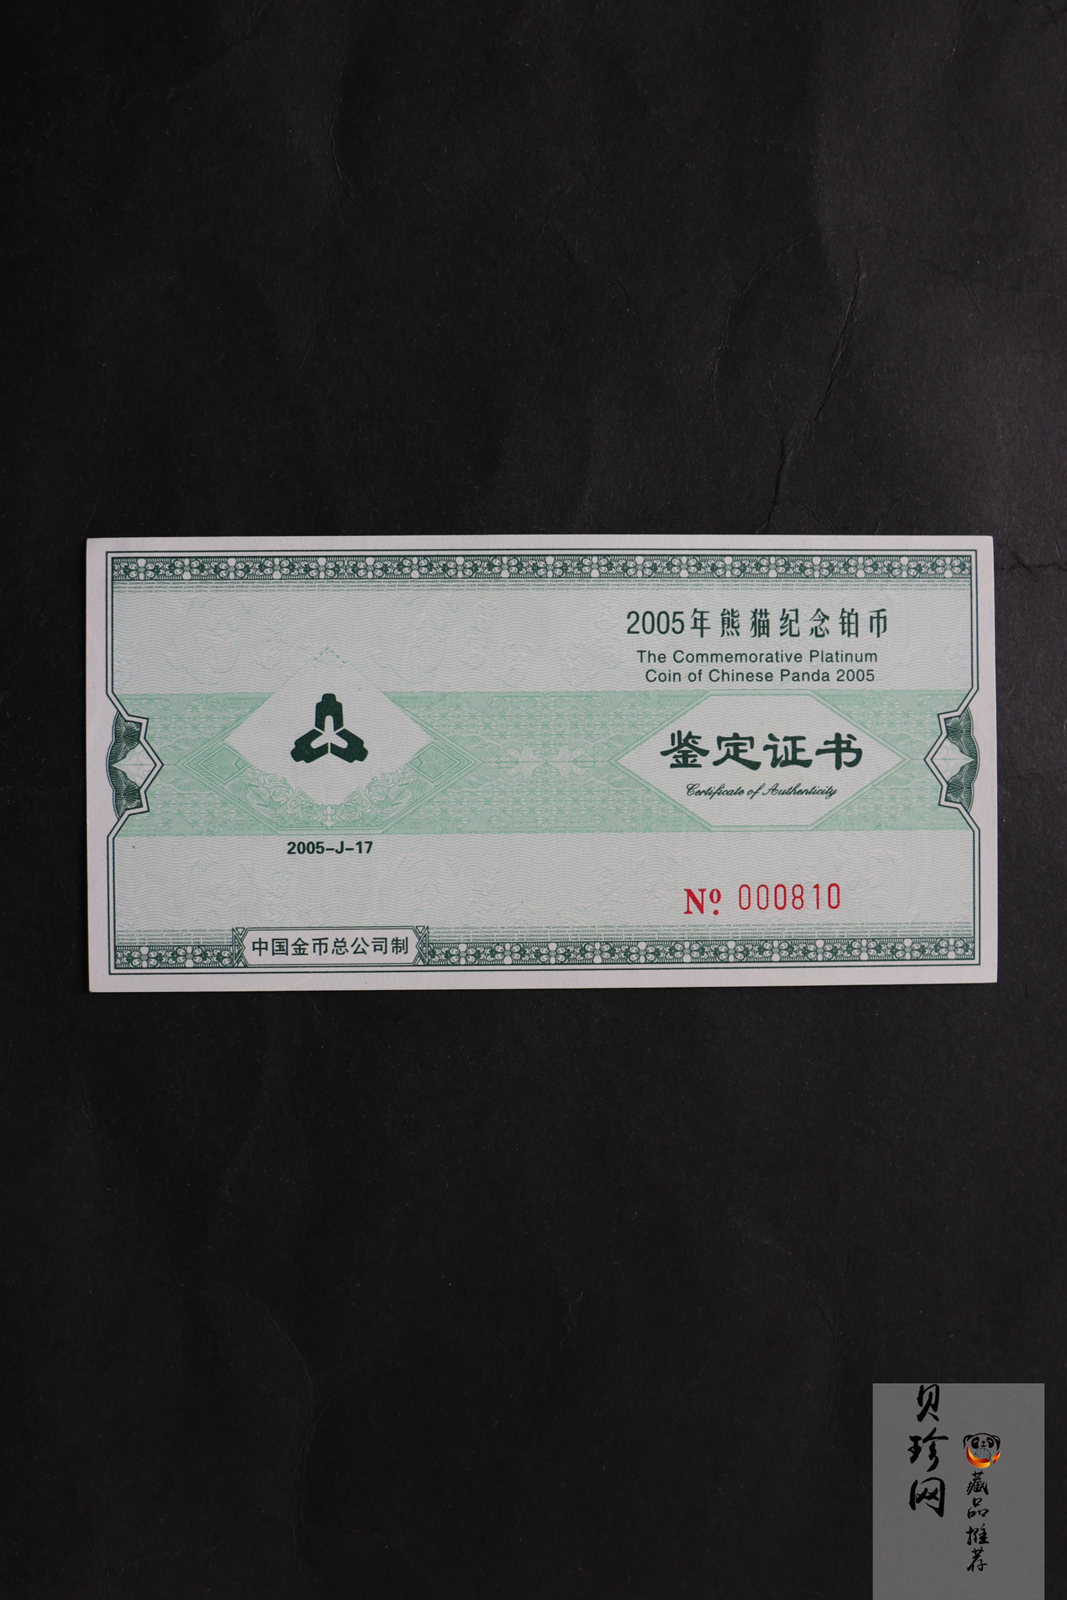 2005年熊猫纪念铂币
The Commemorative Platinum
Coin of Chinese Panda 2005
鉴定证书
Certificate of Authenticity
2005-J-17
Nº. 000810
中国金币总公司制
贝珍网
藏品推荐